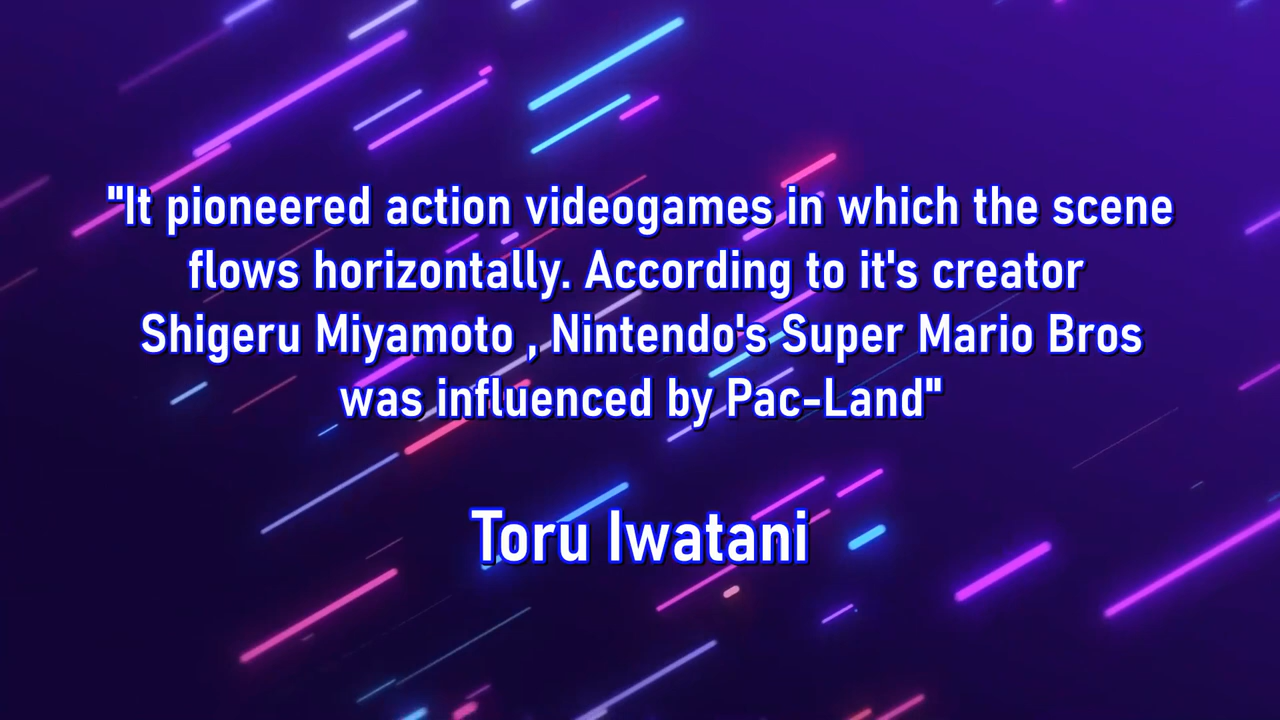 "It pioneered action videogames in which the scene
flows horizontally. According to it's creator
Shigeru Miyamoto , Nintendo's Super Mario Bros
was influenced by Pac-Land"
Toru Iwatani